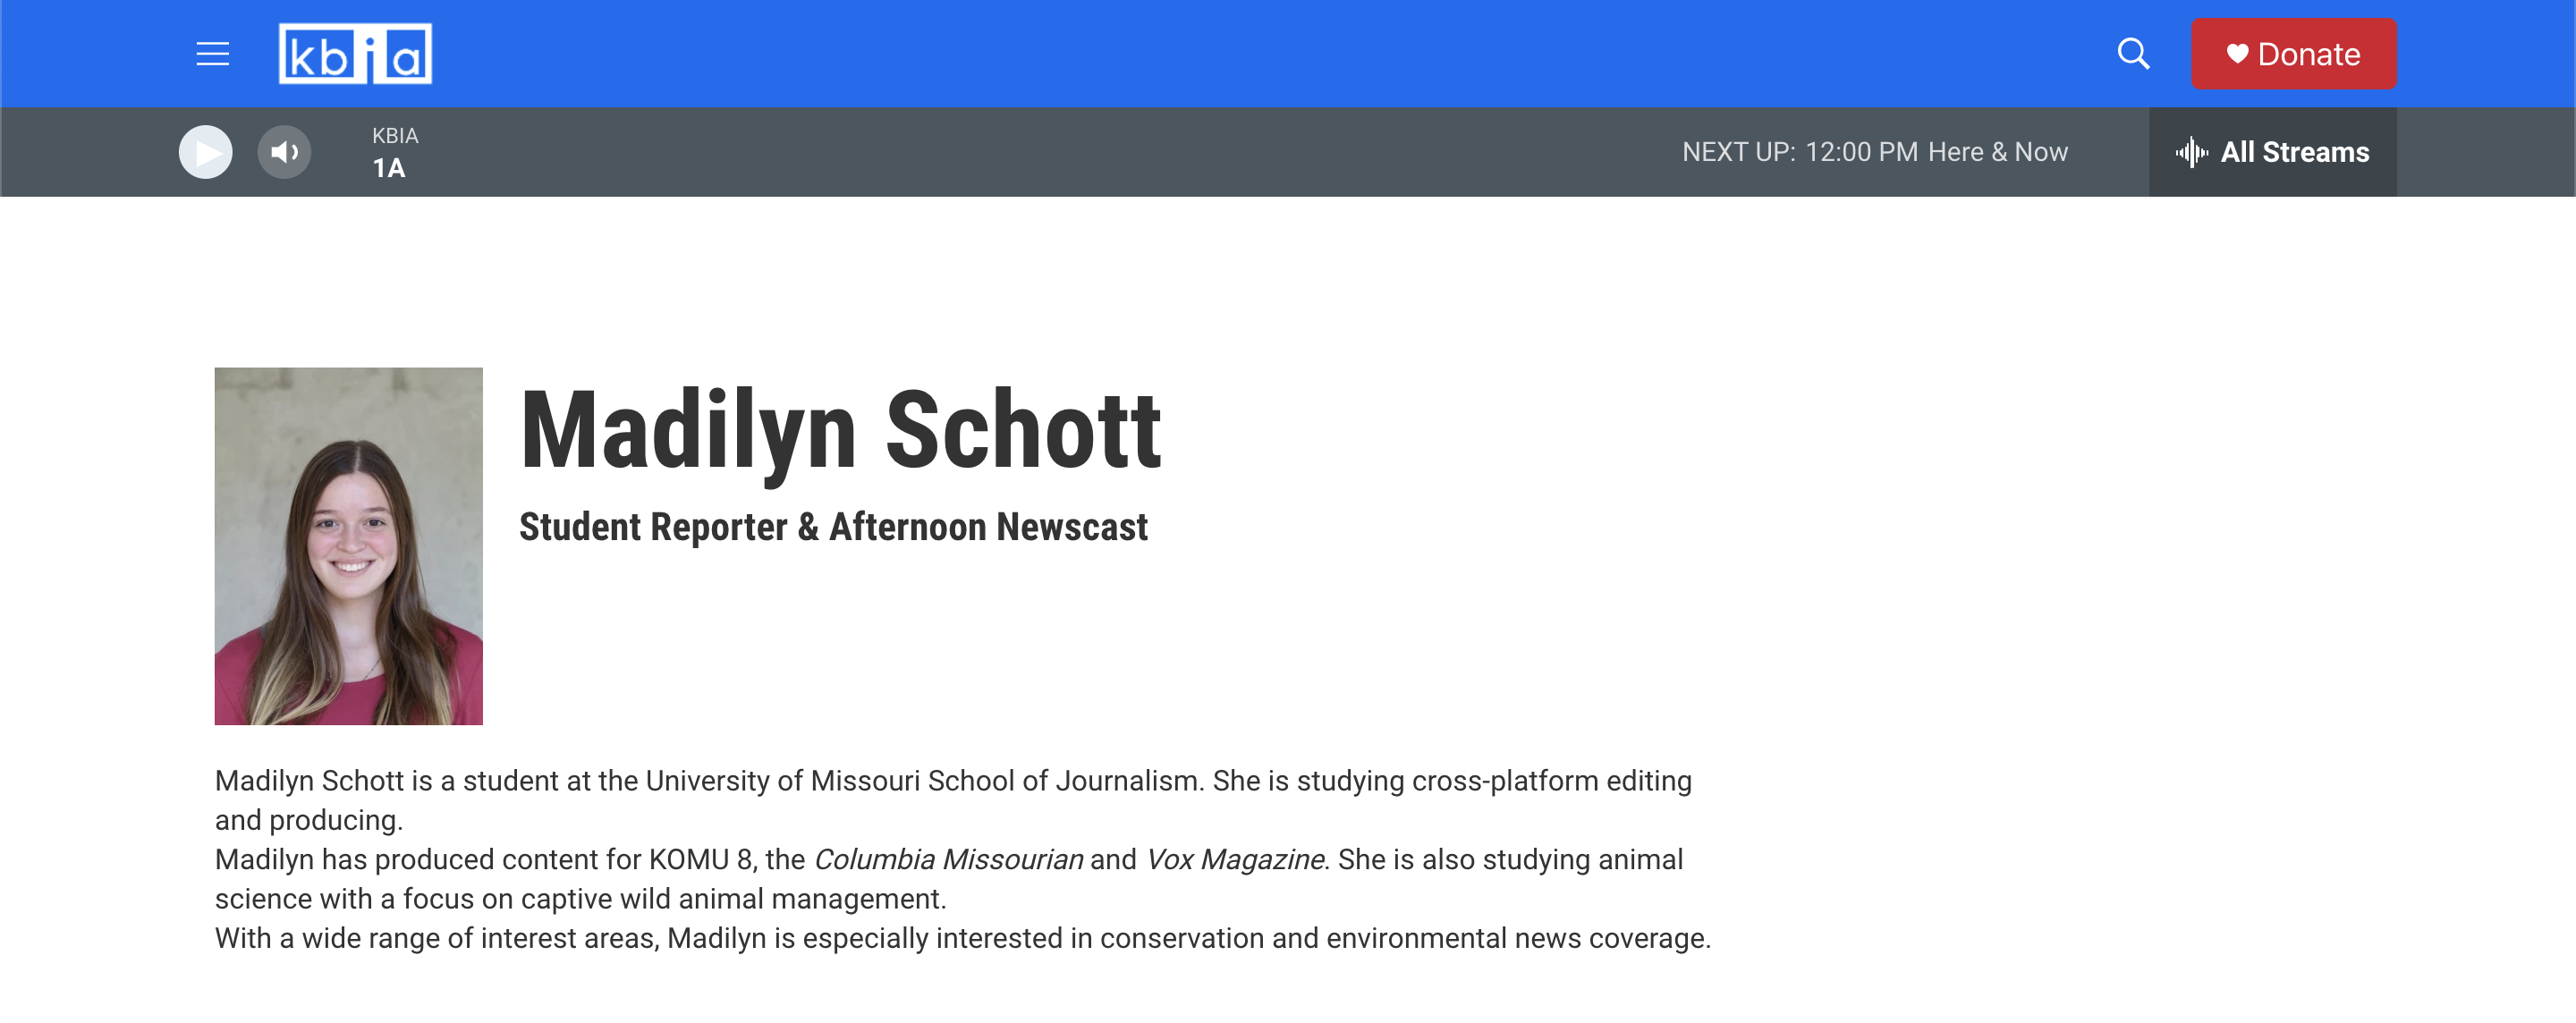 kbia
Donate
KBIA
1A
NEXT UP: 12:00 PM Here & Now
All Streams
Madilyn Schott
Student Reporter & Afternoon Newscast
Madilyn Schott is a student at the University of Missouri School of Journalism. She is studying cross-platform editing
and producing.
Madilyn has produced content for KOMU 8, the Columbia Missourian and Vox Magazine. She is also studying animal
science with a focus on captive wild animal management.
With a wide range of interest areas, Madilyn is especially interested in conservation and environmental news coverage.